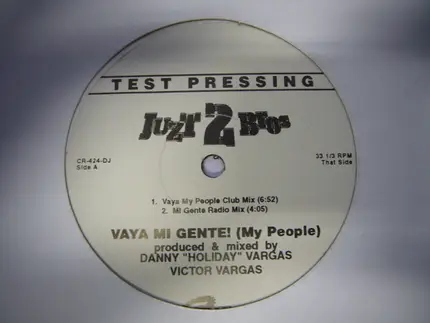 TEST PRESSING
JUZ'T 2 BROS
CR-424-DJ
Side A
33 1/3 RPM
That Side
1. Vaya My People Club Mix (6:52)
2. Mi Gente Radio Mix (4:05)
VAYA MI GENTE! (My People)
produced & mixed by
DANNY "HOLIDAY" VARGAS
VICTOR VARGAS